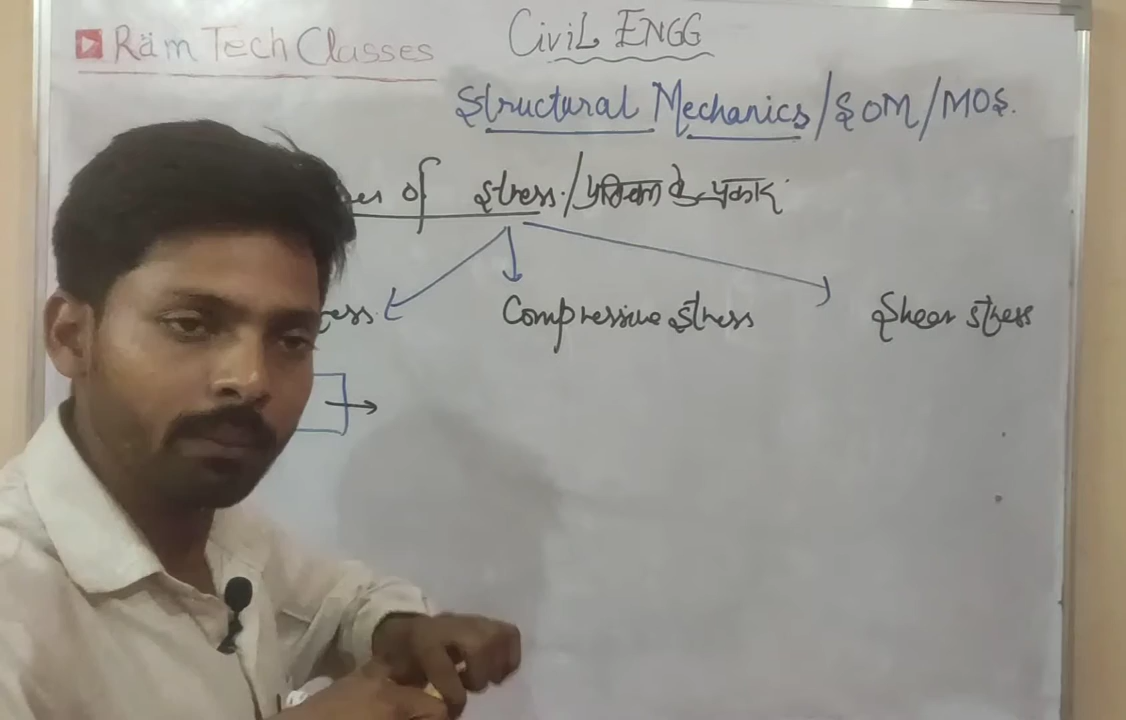 Ram Tech Classes
Civil ENGG
Structural Mechanics/SOM/MOS.
of stress/प्रतिबल के प्रकार
Compressive stress
Shear stress